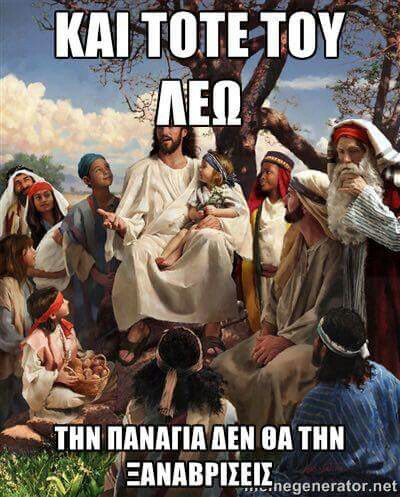 ΚΑΙ ΤΟΤΕ ΤΟΥ
ΛΕΩ
ΤΗΝ ΠΑΝΑΓΙΑ ΔΕΝ ΘΑ ΤΗΝ
ΞΑΝΑΒΡΙΣΕΙΣ
memegenerator.net